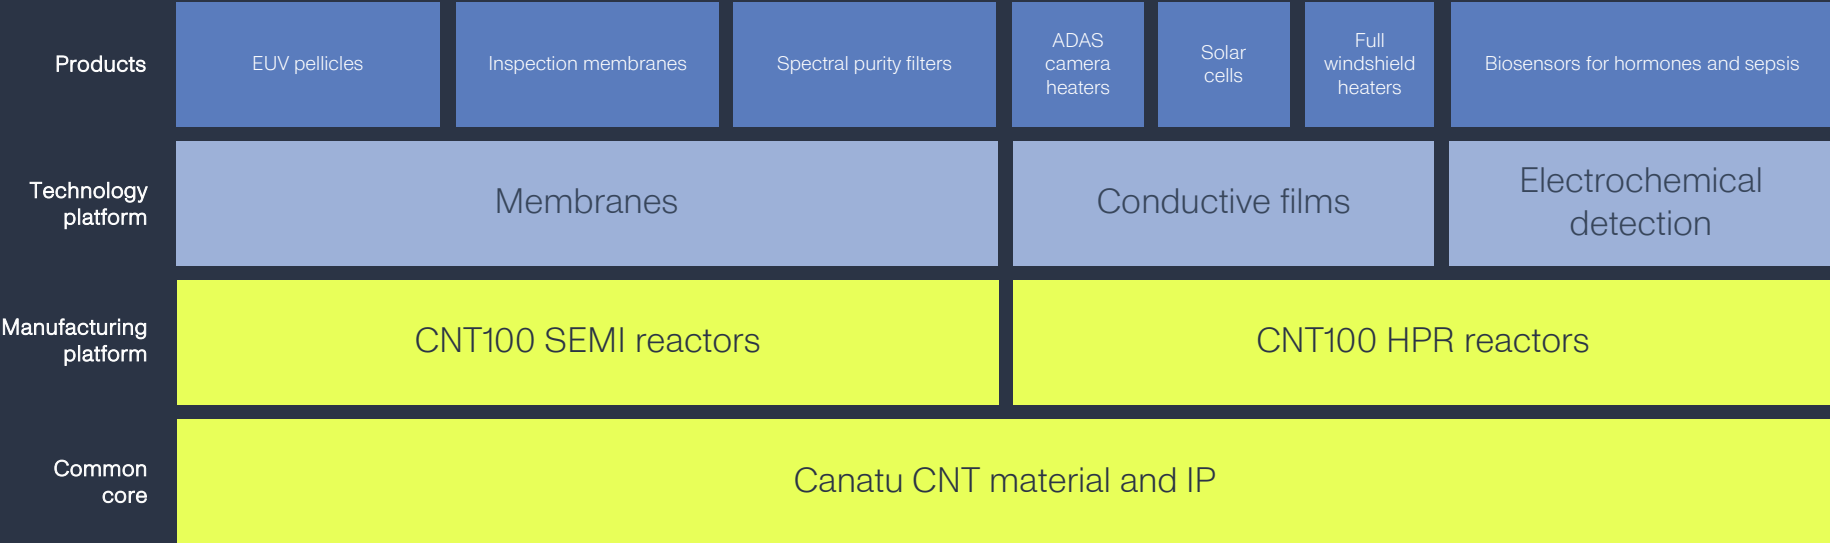 Products
EUV pellicles
Inspection membranes
Spectral purity filters
ADAS
camera
heaters
Solar
cells
Full
windshield
heaters
Biosensors for hormones and sepsis
Technology
platform
Membranes
Conductive films
Electrochemical
detection
Manufacturing
platform
CNT100 SEMI reactors
CNT100 HPR reactors
Common
core
Canatu CNT material and IP